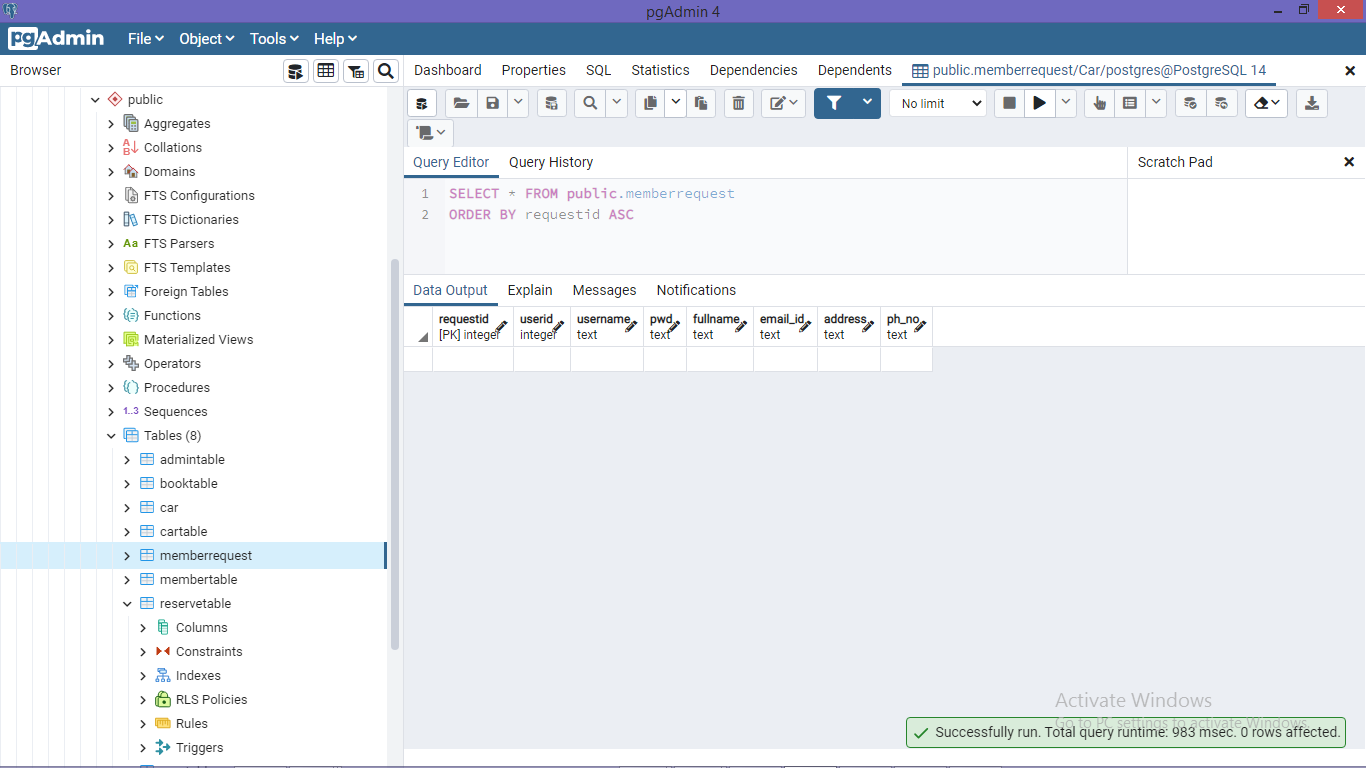 pgAdmin 4
pgAdmin File Object Tools Help
Browser
Dashboard Properties SQL Statistics Dependencies Dependents public.memberrequest/Car/postgres@PostgreSQL 14
No limit
public
Aggregates
Collations
Domains
FTS Configurations
FTS Dictionaries
Aa FTS Parsers
FTS Templates
Foreign Tables
Functions
Materialized Views
Operators
Procedures
1..3 Sequences
Tables (8)
admintable
booktable
car
cartable
memberrequest
membertable
reservetable
Columns
Constraints
Indexes
RLS Policies
Rules
Triggers
Query Editor Query History
Scratch Pad
1 SELECT * FROM public.memberrequest
2 ORDER BY requestid ASC
Data Output Explain Messages Notifications
requestid userid username pwd fullname email_id address ph_no
[PK] integer integer text text text text text text
Activate Windows
Go to PC settings to activate Windows.
Successfully run. Total query runtime: 983 msec. 0 rows affected.